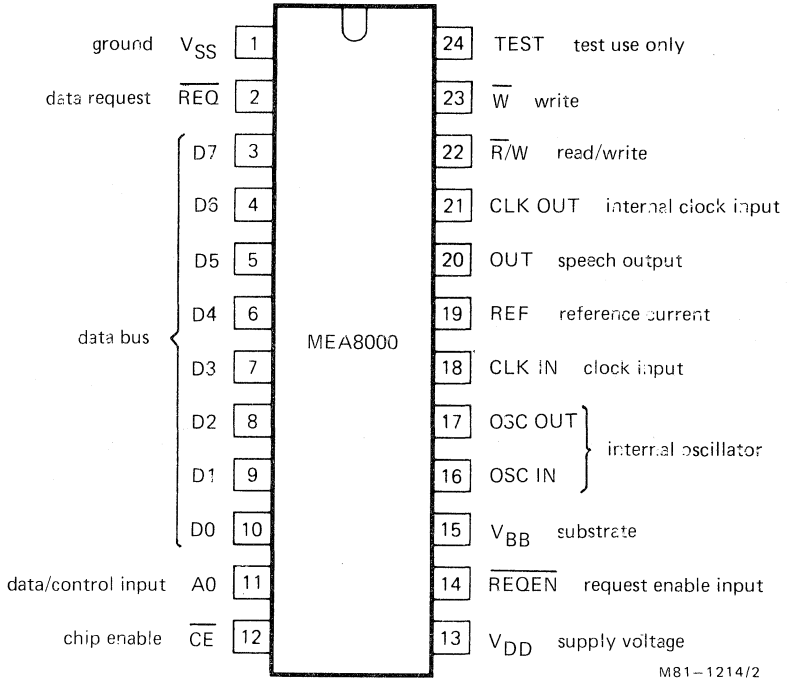 ground VSS 1
data request REQ 2
D7 3
D6 4
D5 5
D4 6
data bus
D3 7
D2 8
D1 9
D0 10
data/control input A0 11
chip enable CE 12
MEA8000
24 TEST test use only
23 W write
22 R/W read/write
21 CLK OUT internal clock input
20 OUT speech output
19 REF reference current
18 CLK IN clock input
17 OSC OUT
internal oscillator
16 OSC IN
15 VBB substrate
14 REQEN request enable input
13 VDD supply voltage
M81-1214/2